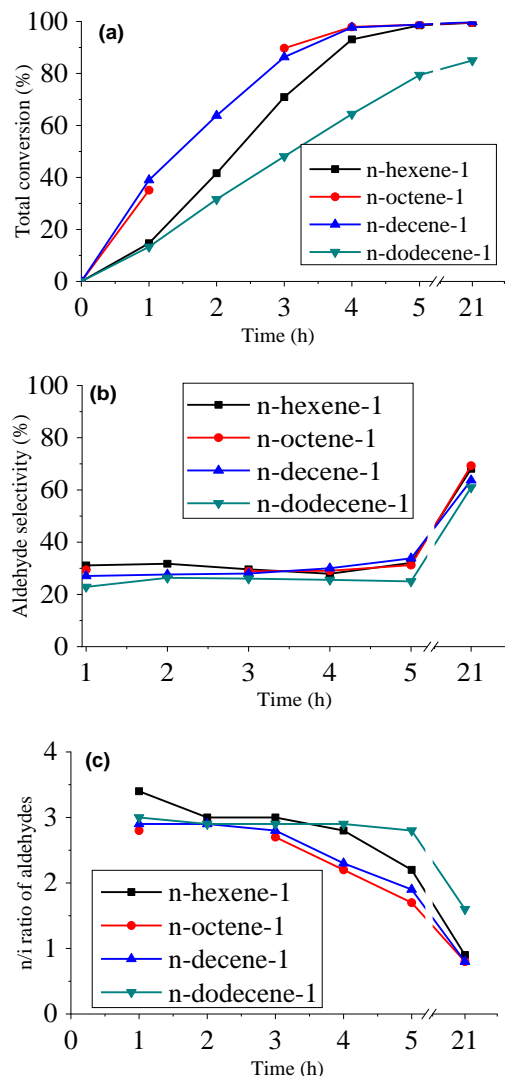 (a)
Total conversion (%)
100
80
60
40
20
0
n-hexene-1
n-octene-1
n-decene-1
n-dodecene-1
0 1 2 3 4 5 21
Time (h)
(b)
Aldehyde selectivity (%)
100
80
60
40
20
0
n-hexene-1
n-octene-1
n-decene-1
n-dodecene-1
1 2 3 4 5 21
Time (h)
(c)
n/i ratio of aldehydes
4
3
2
1
0
n-hexene-1
n-octene-1
n-decene-1
n-dodecene-1
0 1 2 3 4 5 21
Time (h)